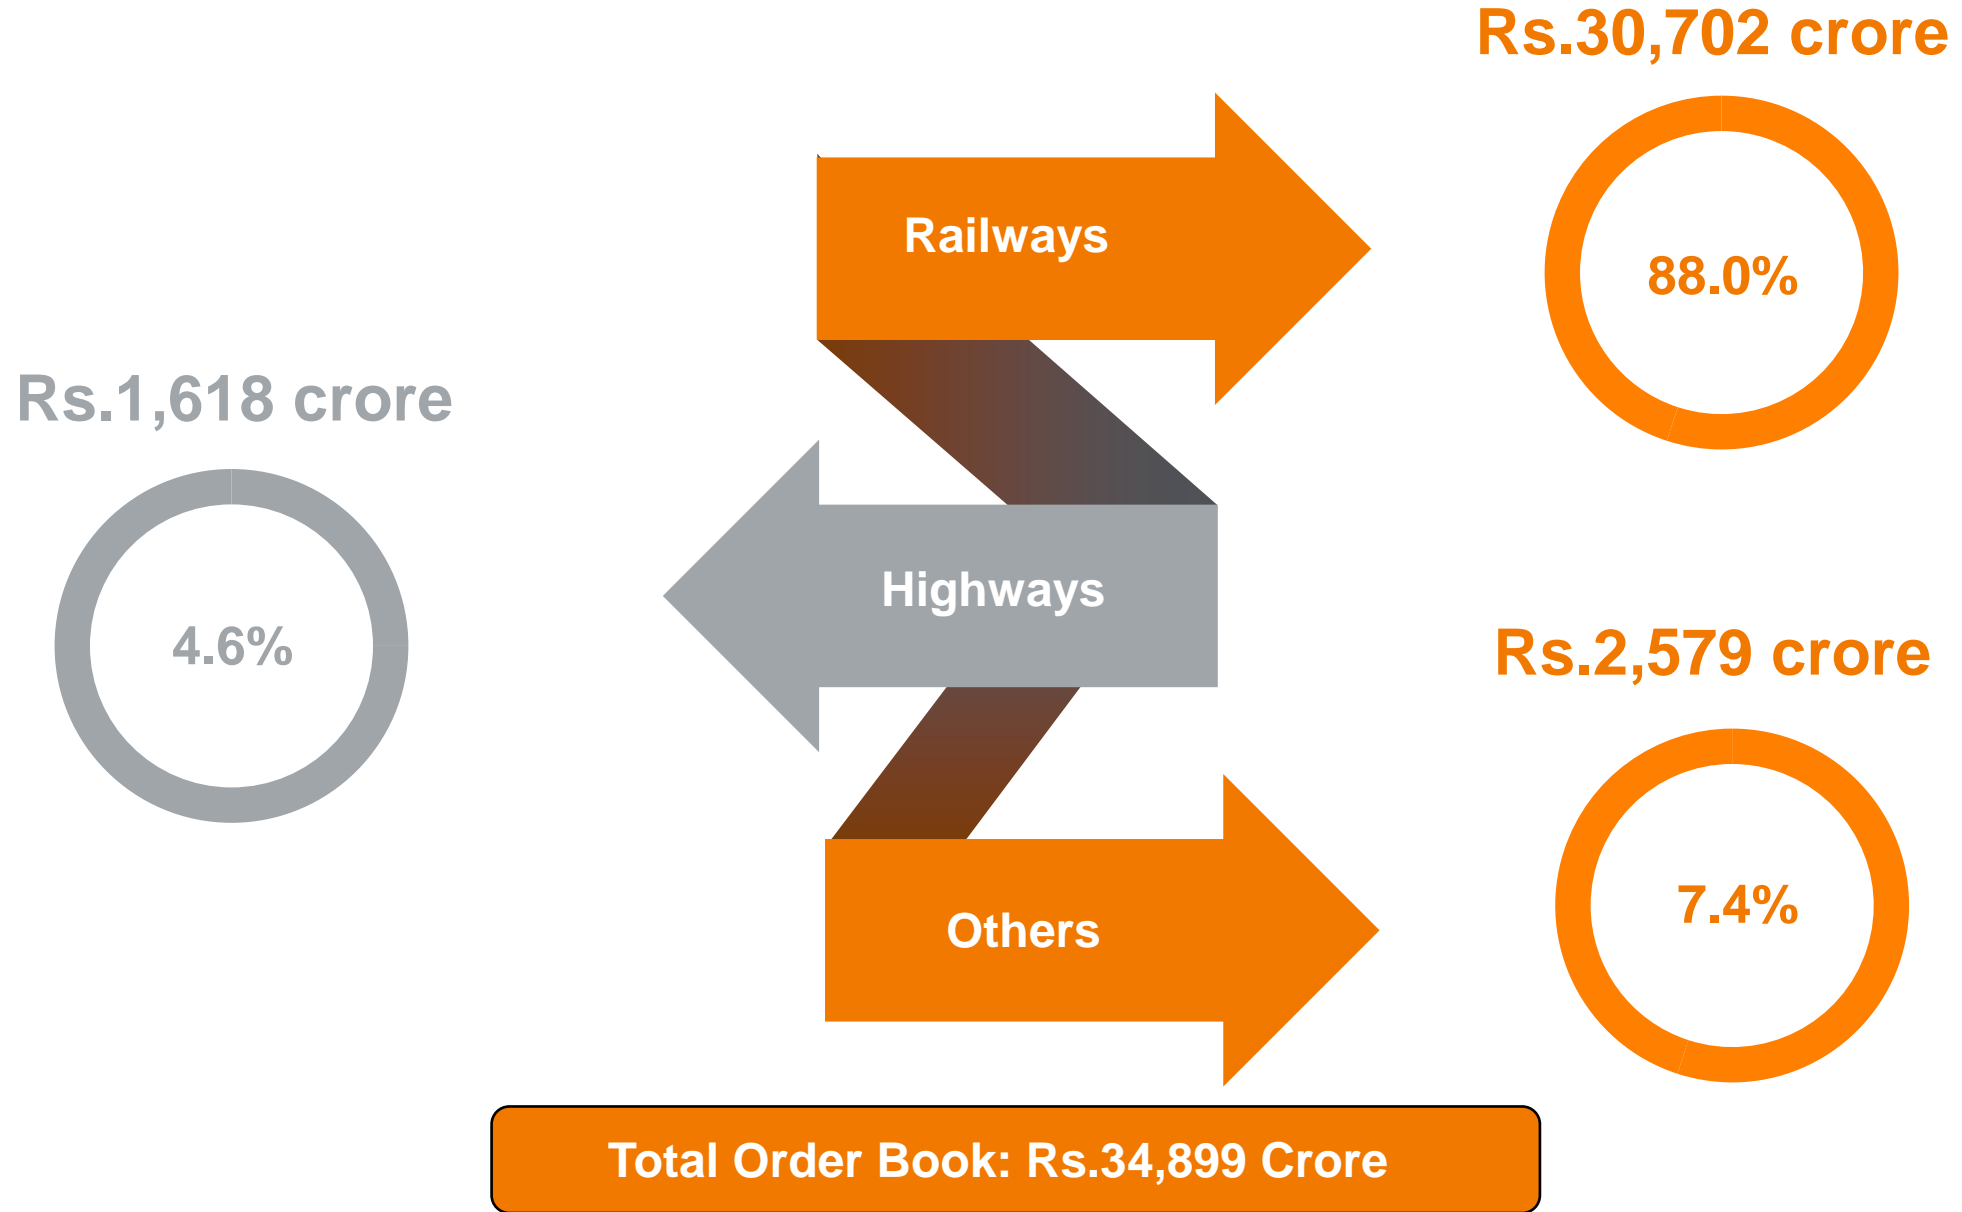 Rs.30,702 crore
Railways
88.0%
Rs.1,618 crore
Highways
4.6%
Rs.2,579 crore
Others
7.4%
Total Order Book: Rs.34,899 Crore